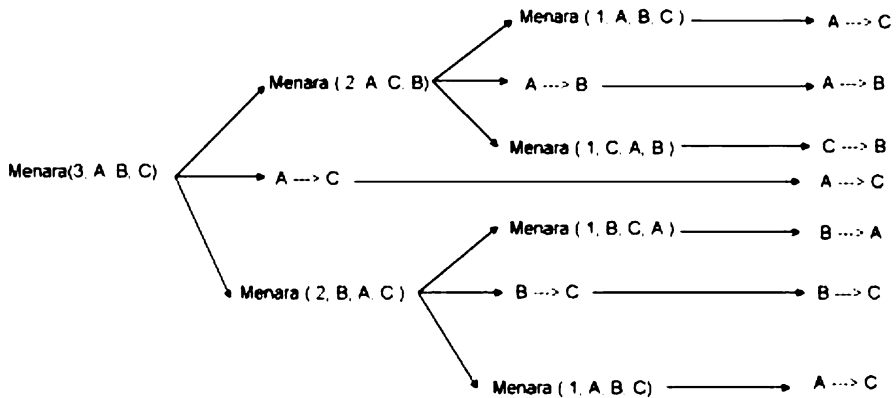 Menara ( 1, A, B, C ) A ---> C
Menara ( 2 A C, B) A ---> B A ---> B
Menara ( 1, C, A, B ) C ---> B
Menara(3, A B, C) A ---> C A ---> C
Menara ( 1, B, C, A ) B ---> A
Menara ( 2, B, A, C ) B ---> C B ---> C
Menara ( 1, A, B, C) A ---> C